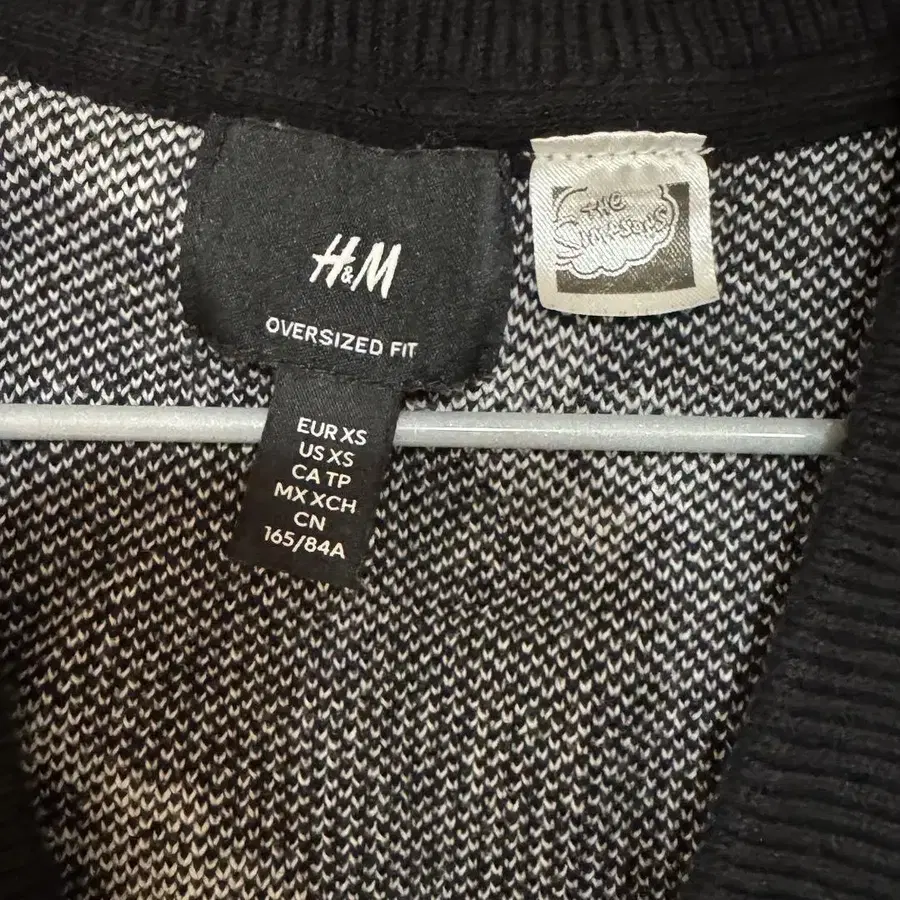 H&M
OVERSIZED FIT
EUR XS
US XS
CA TP
MX XCH
CN
165/84A
THE
SIMPSONS